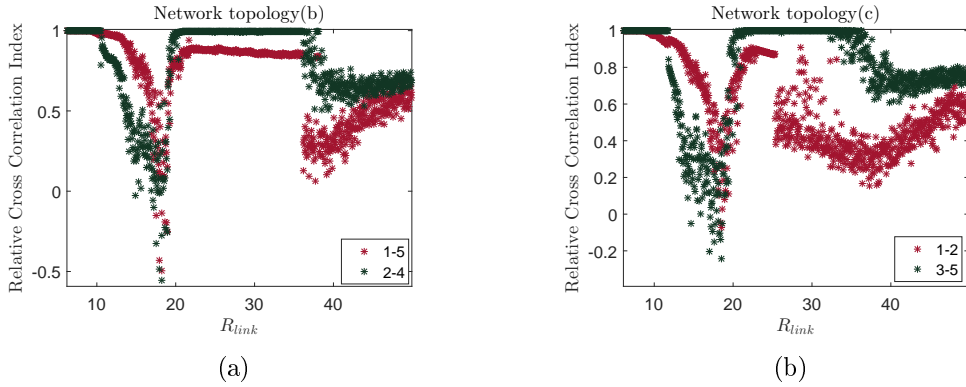 Network topology(b)
Relative Cross Correlation Index
1
0.5
0
-0.5
10
20
30
40
R_link
1-5
2-4
(a)
Network topology(c)
Relative Cross Correlation Index
1
0.8
0.6
0.4
0.2
0
-0.2
10
20
30
40
R_link
1-2
3-5
(b)